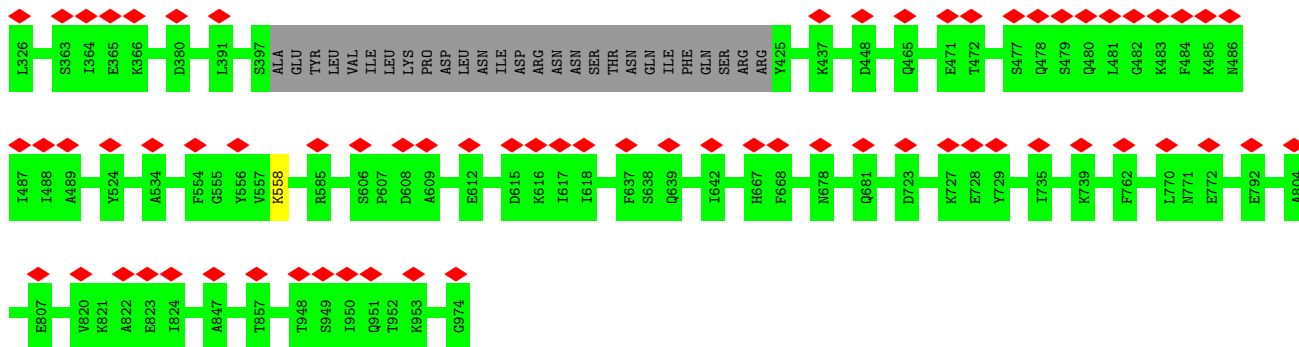 L326 S363 I364 E365 K366 D380 L391 S397 ALA GLU TYR LEU VAL ILE LEU LYS PRO ASP LEU ASN ILE ASP ARG ASN ASN SER THR ASN GLN ILE PHE GLN SER ARG ARG Y425 K437 D448 Q465 E471 T472 S477 Q478 S479 Q480 L481 G482 K483 F484 K485 N486
I487 I488 A489 Y524 A534 F554 G555 Y556 V557 K558 R585 S606 P607 D608 A609 E612 D615 K616 I617 I618 F637 S638 Q639 I642 H667 F668 N678 Q681 D723 K727 E728 Y729 I735 K739 F762 L770 N771 E772 E792 A804
E807 V820 K821 A822 E823 I824 A847 T857 T948 S949 I950 Q951 T952 K953 G974